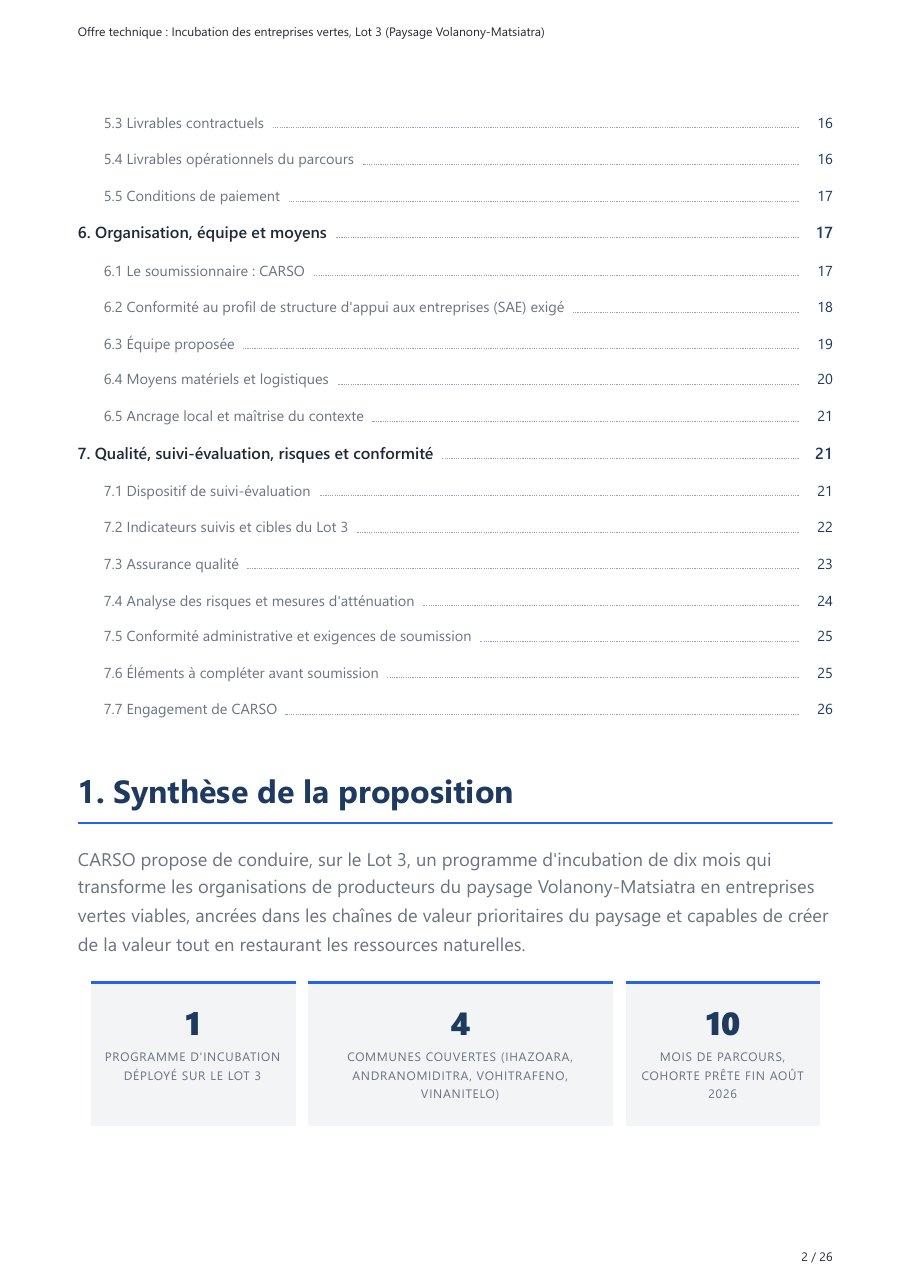 Offre technique : Incubation des entreprises vertes, Lot 3 (Paysage Volanony-Matsiatra)
5.3 Livrables contractuels 16
5.4 Livrables opérationnels du parcours 16
5.5 Conditions de paiement 17
6. Organisation, équipe et moyens 17
6.1 Le soumissionnaire : CARSO 17
6.2 Conformité au profil de structure d'appui aux entreprises (SAE) exigé 18
6.3 Équipe proposée 19
6.4 Moyens matériels et logistiques 20
6.5 Ancrage local et maîtrise du contexte 21
7. Qualité, suivi-évaluation, risques et conformité 21
7.1 Dispositif de suivi-évaluation 21
7.2 Indicateurs suivis et cibles du Lot 3 22
7.3 Assurance qualité 23
7.4 Analyse des risques et mesures d'atténuation 24
7.5 Conformité administrative et exigences de soumission 25
7.6 Éléments à compléter avant soumission 25
7.7 Engagement de CARSO 26
1. Synthèse de la proposition
CARSO propose de conduire, sur le Lot 3, un programme d'incubation de dix mois qui
transforme les organisations de producteurs du paysage Volanony-Matsiatra en entreprises
vertes viables, ancrées dans les chaînes de valeur prioritaires du paysage et capables de créer
de la valeur tout en restaurant les ressources naturelles.
1
PROGRAMME D'INCUBATION
DÉPLOYÉ SUR LE LOT 3
4
COMMUNES COUVERTES (IHAZOARA,
ANDRANOMIDITRA, VOHITRAFENO,
VINANITELO)
10
MOIS DE PARCOURS,
COHORTE PRÊTE FIN AOÛT
2026
2 / 26